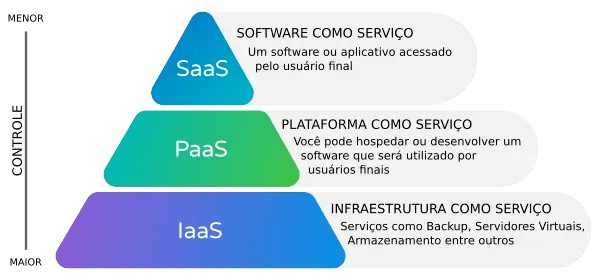 MENOR
CONTROLE
MAIOR
SaaS
SOFTWARE COMO SERVIÇO
Um software ou aplicativo acessado
pelo usuário final
PaaS
PLATAFORMA COMO SERVIÇO
Você pode hospedar ou desenvolver um
software que será utilizado por
usuários finais
IaaS
INFRAESTRUTURA COMO SERVIÇO
Serviços como Backup, Servidores Virtuais,
Armazenamento entre outros